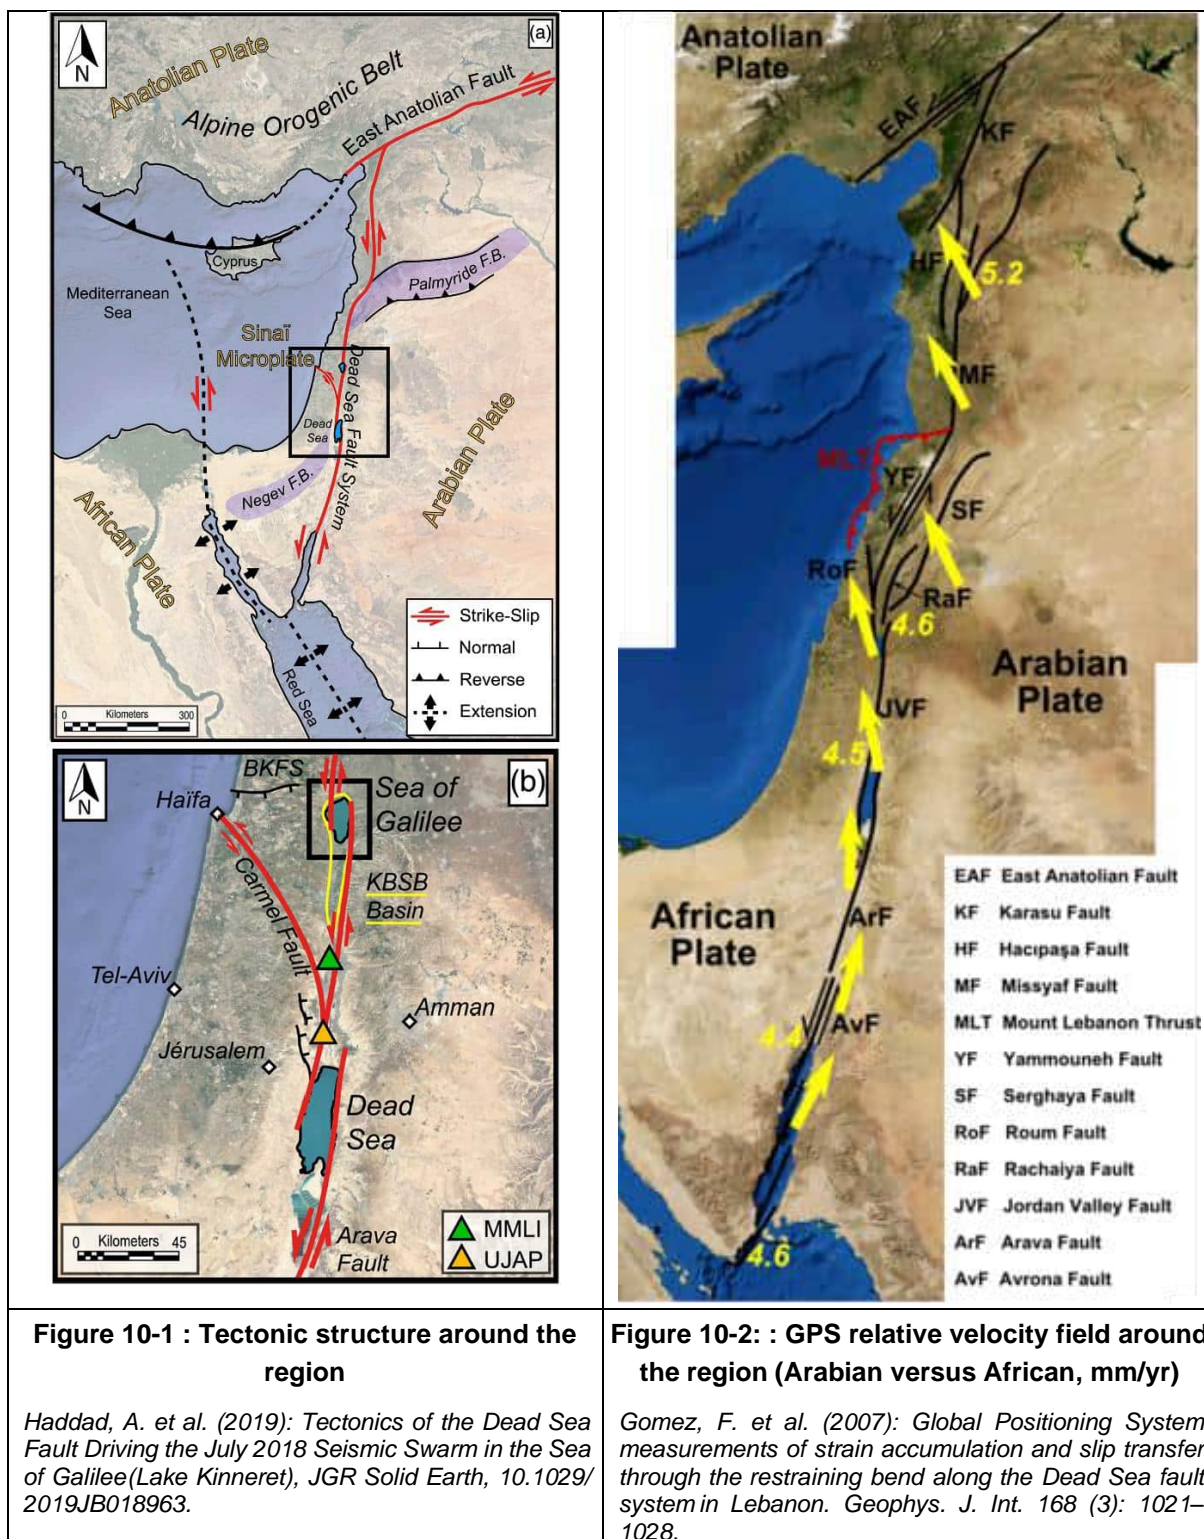 (a)
N
Anatolian Plate
Alpine Orogenic Belt
East Anatolian Fault
Cyprus
Palmyride F.B.
Mediterranean
Sea
Sinaï
Microplate
Dead Sea Fault System
Dead
Sea
Negev F.B.
Arabian Plate
African Plate
Red Sea
Strike-Slip
Normal
Reverse
Extension
0 Kilometers 300
(b)
N
BKFS
Haïfa
Sea of
Galilee
Carmel Fault
KBSB
Basin
Tel-Aviv
Amman
Jérusalem
Dead
Sea
0 Kilometers 45
Arava
Fault
MMLI
UJAP
Anatolian
Plate
EAF
KF
HF
5.2
MF
MLT
YF
SF
RoF
RaF
4.6
Arabian
Plate
JVF
4.5
African
Plate
ArF
AvF
4.4
4.6
EAF East Anatolian Fault
KF Karasu Fault
HF Hacıpaşa Fault
MF Missyaf Fault
MLT Mount Lebanon Thrust
YF Yammouneh Fault
SF Serghaya Fault
RoF Roum Fault
RaF Rachaiya Fault
JVF Jordan Valley Fault
ArF Arava Fault
AvF Avrona Fault
Figure 10-1 : Tectonic structure around the
region
Haddad, A. et al. (2019): Tectonics of the Dead Sea
Fault Driving the July 2018 Seismic Swarm in the Sea
of Galilee(Lake Kinneret), JGR Solid Earth, 10.1029/
2019JB018963.
Figure 10-2: : GPS relative velocity field around
the region (Arabian versus African, mm/yr)
Gomez, F. et al. (2007): Global Positioning System
measurements of strain accumulation and slip transfer
through the restraining bend along the Dead Sea fault
system in Lebanon. Geophys. J. Int. 168 (3): 1021–
1028.